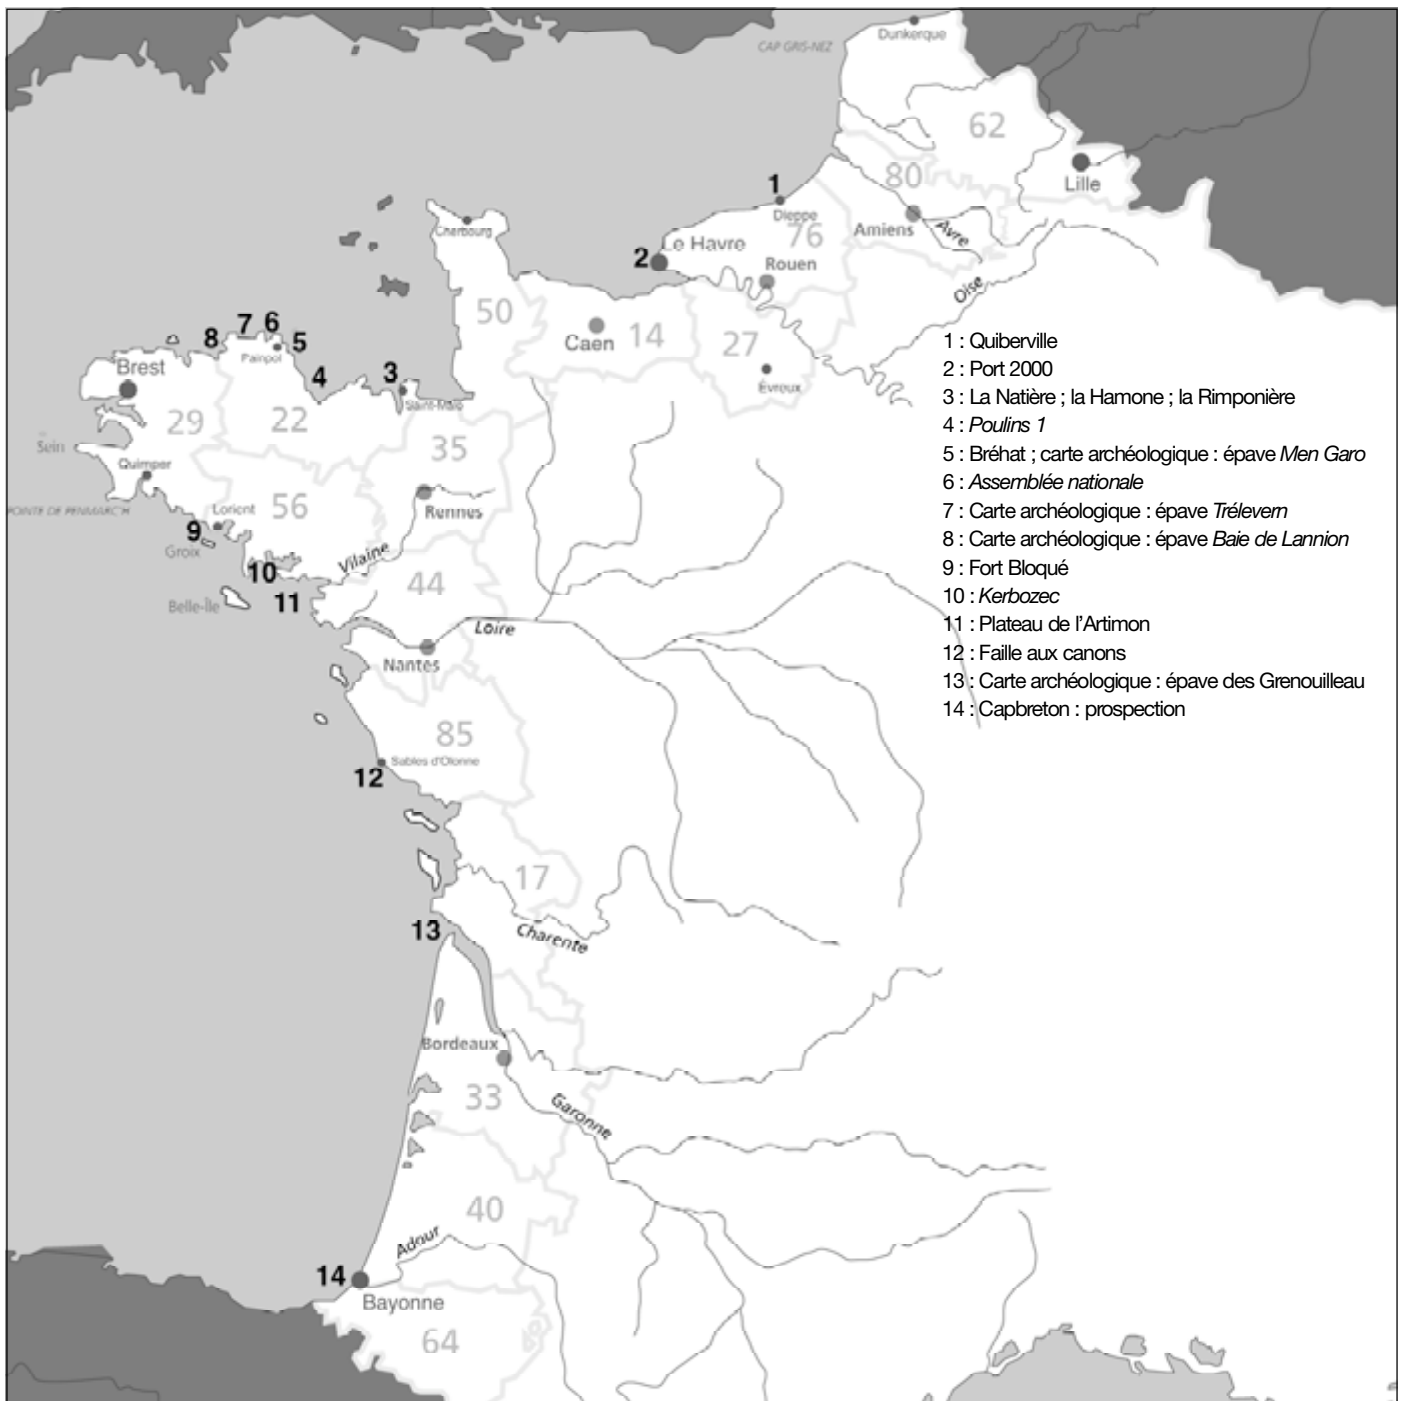 CAP GRIS-NEZ
Dunkerque
62
80
Lille
1
Dieppe
76
Amiens
Avre
Cherbourg
Le Havre
2
Rouen
Oise
50
Caen
14
27
Évreux
7
6
8
5
Paimpol
Brest
4
3
Saint-Malo
29
22
35
Sein
Quimper
POINTE DE PENMARC'H
Lorient
56
Rennes
9
Groix
Vilaine
10
44
Belle-Île
11
Loire
Nantes
85
Sables d'Olonne
12
17
13
Charente
Bordeaux
33
Garonne
40
Adour
14
Bayonne
64
1 : Quiberville
2 : Port 2000
3 : La Natière ; la Hamone ; la Rimponière
4 : Poulins 1
5 : Bréhat ; carte archéologique : épave Men Garo
6 : Assemblée nationale
7 : Carte archéologique : épave Trélevern
8 : Carte archéologique : épave Baie de Lannion
9 : Fort Bloqué
10 : Kerbozec
11 : Plateau de l'Artimon
12 : Faille aux canons
13 : Carte archéologique : épave des Grenouilleau
14 : Capbreton : prospection